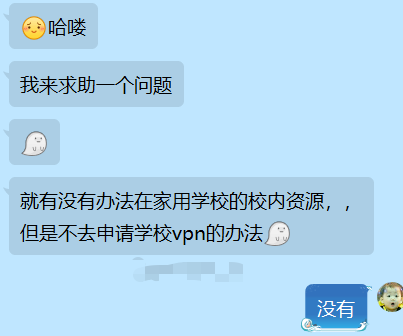 哈喽
我来求助一个问题
就有没有办法在家用学校的校内资源，，
但是不去申请学校vpn的办法
没有